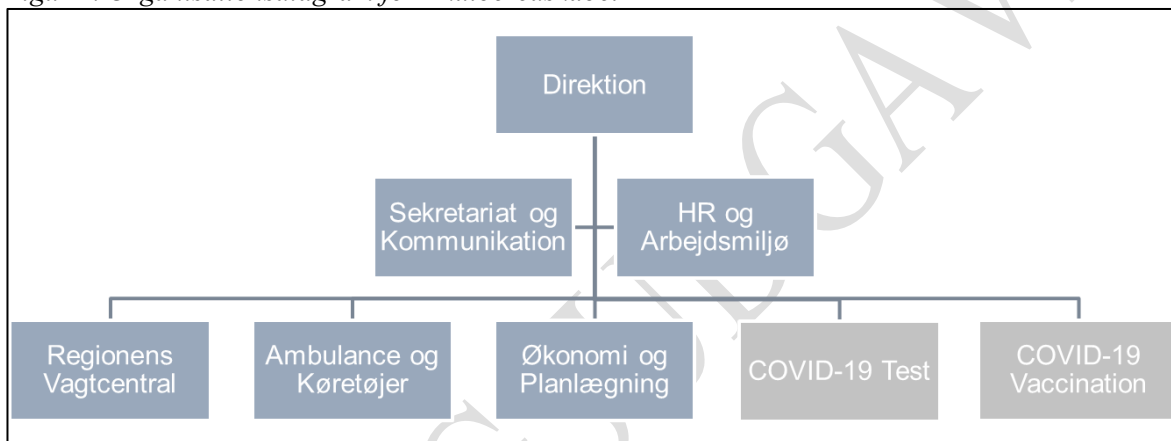 Direktion
Sekretariat og
Kommunikation
HR og
Arbejdsmiljø
Regionens
Vagtcentral
Ambulance og
Køretøjer
Økonomi og
Planlægning
COVID-19 Test
COVID-19
Vaccination